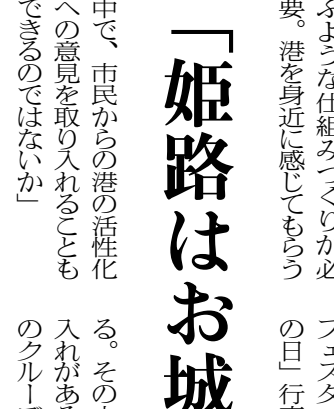 ぶような仕組みづくりが必
要。港を身近に感じてもらう
フェスタ
の日」行
「姫路はお城
中で、市民からの港の活性化
への意見を取り入れることも
できるのではないか」
る。その
入れがある
のクルーズ